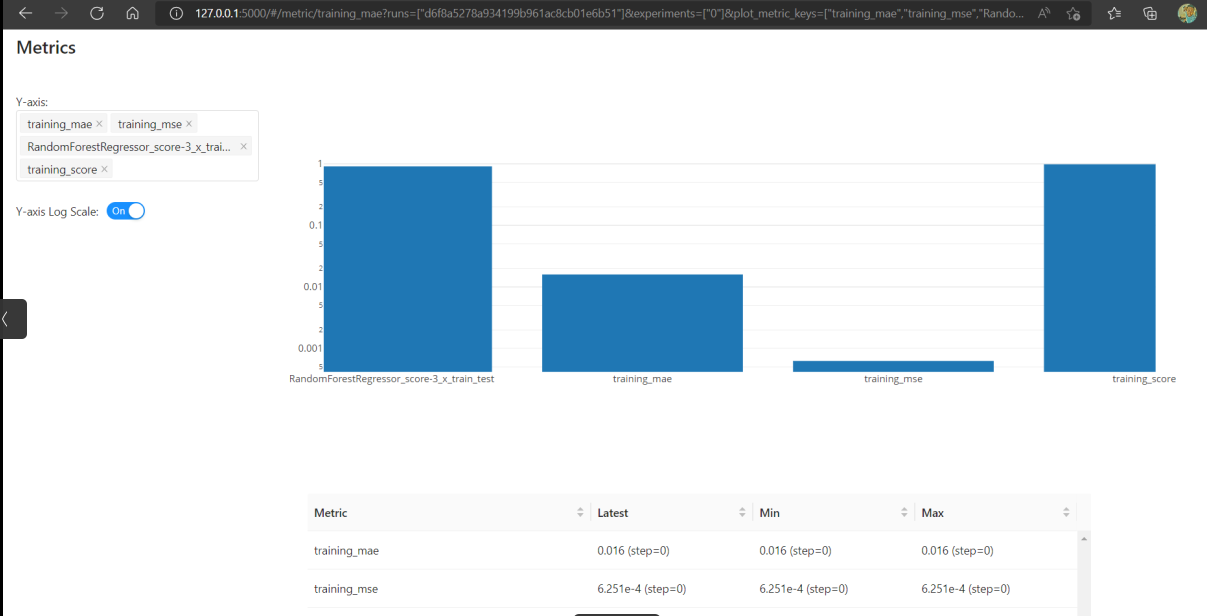 127.0.0.1:5000/#/metric/training_mae?runs=["d6f8a5278a934199b961ac8cb01e6b51"]&experiments=["0"]&plot_metric_keys=["training_mae","training_mse","Rando...
Metrics
Y-axis:
training_mae × training_mse ×
RandomForestRegressor_score-3_x_trai... ×
training_score ×
Y-axis Log Scale: On
1
5
2
0.1
5
2
0.01
5
2
0.001
5
RandomForestRegressor_score-3_x_train_test training_mae training_mse training_score
Metric Latest Min Max
training_mae 0.016 (step=0) 0.016 (step=0) 0.016 (step=0)
training_mse 6.251e-4 (step=0) 6.251e-4 (step=0) 6.251e-4 (step=0)